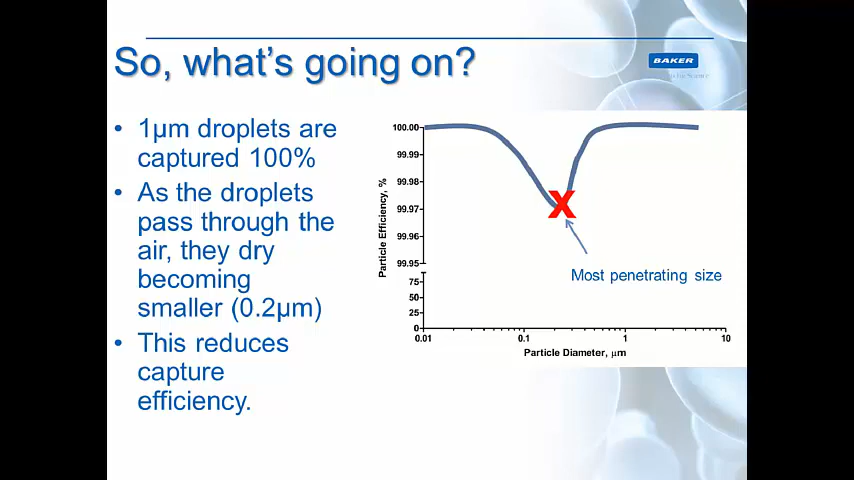 So, what's going on?
BAKER
• 1µm droplets are
captured 100%
• As the droplets
pass through the
air, they dry
becoming
smaller (0.2µm)
• This reduces
capture
efficiency.
Particle Efficiency, %
100.00
99.99
99.98
99.97
99.96
99.95
75
50
25
0
X
Most penetrating size
0.01
0.1
1
10
Particle Diameter, µm